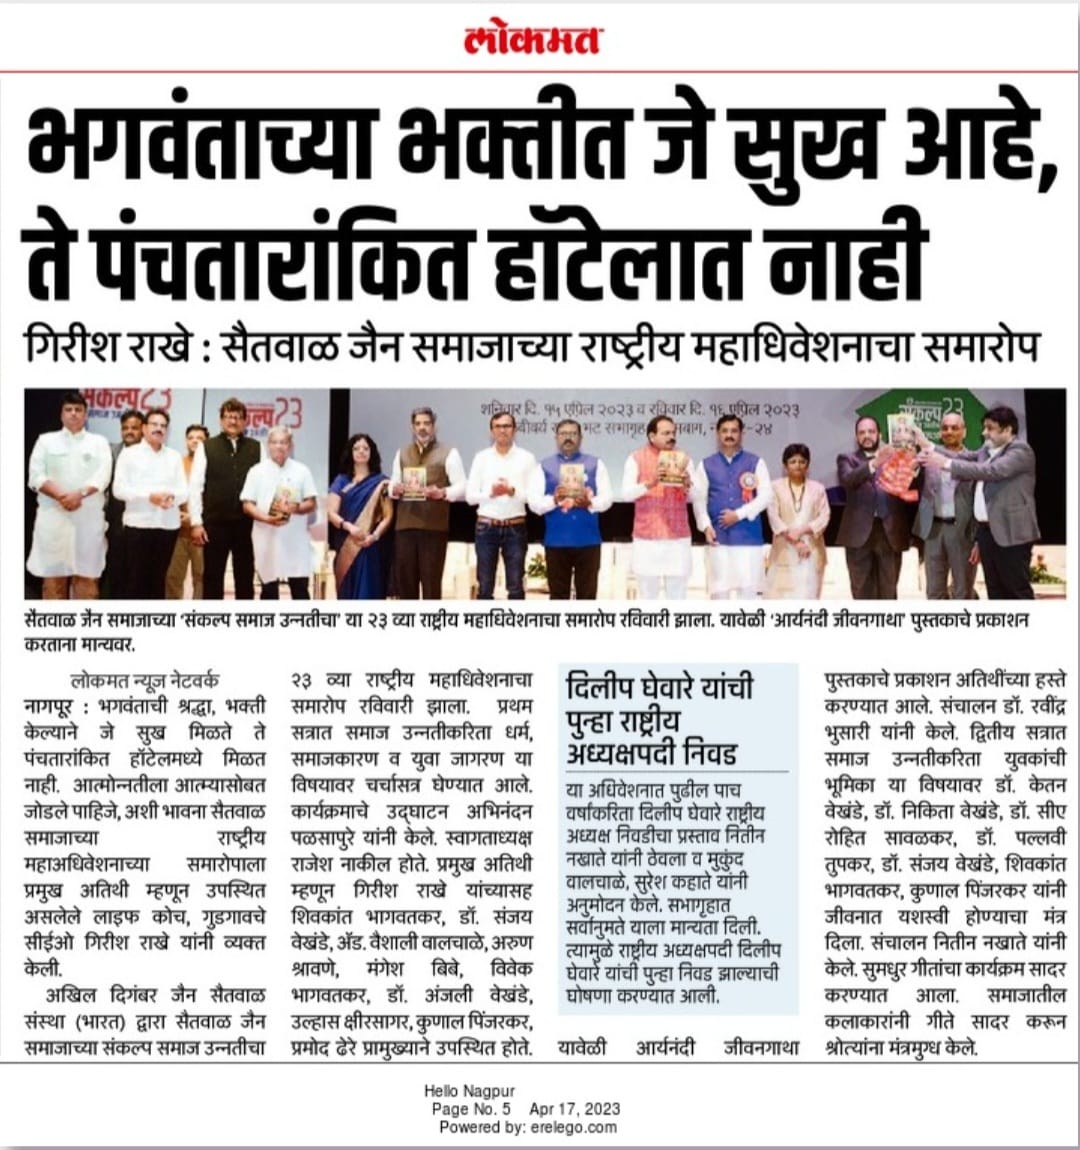 लोकमत
भगवंताच्या भक्तीत जे सुख आहे,
ते पंचतारांकित हॉटेलात नाही
गिरीश राखे : सैतवाळ जैन समाजाच्या राष्ट्रीय महाधिवेशनाचा समारोप
संकल्प 23
संकल्प 23
शनिवार दि. १५ एप्रिल २०२३ व रविवार दि. १६ एप्रिल २०२३
सैतवाळ जैन समाजाच्या 'संकल्प समाज उन्नतीचा' या २३ व्या राष्ट्रीय महाधिवेशनाचा समारोप रविवारी झाला. यावेळी 'आर्यनंदी जीवनगाथा' पुस्तकाचे प्रकाशन
करताना मान्यवर.
लोकमत न्यूज नेटवर्क
नागपूर : भगवंताची श्रद्धा, भक्ती
केल्याने जे सुख मिळते ते
पंचतारांकित हॉटेलमध्ये मिळत
नाही. आत्मोन्नतीला आत्म्यासोबत
जोडले पाहिजे, अशी भावना सैतवाळ
समाजाच्या राष्ट्रीय
महाअधिवेशनाच्या समारोपाला
प्रमुख अतिथी म्हणून उपस्थित
असलेले लाइफ कोच, गुडगावचे
सीईओ गिरीश राखे यांनी व्यक्त
केली.
अखिल दिगंबर जैन सैतवाळ
संस्था (भारत) द्वारा सैतवाळ जैन
समाजाच्या संकल्प समाज उन्नतीचा
२३ व्या राष्ट्रीय महाधिवेशनाचा
समारोप रविवारी झाला. प्रथम
सत्रात समाज उन्नतीकरिता धर्म,
समाजकारण व युवा जागरण या
विषयावर चर्चासत्र घेण्यात आले.
कार्यक्रमाचे उद्घाटन अभिनंदन
पळसापुरे यांनी केले. स्वागताध्यक्ष
राजेश नाकील होते. प्रमुख अतिथी
म्हणून गिरीश राखे यांच्यासह
शिवकांत भागवतकर, डॉ. संजय
वेखंडे, ॲड. वैशाली वालचाळे, अरुण
श्रावणे, मंगेश बिबे, विवेक
भागवतकर, डॉ. अंजली वेखंडे,
उल्हास क्षीरसागर, कुणाल पिंजरकर,
प्रमोद ढेरे प्रामुख्याने उपस्थित होते.
दिलीप घेवारे यांची
पुन्हा राष्ट्रीय
अध्यक्षपदी निवड
या अधिवेशनात पुढील पाच
वर्षांकरिता दिलीप घेवारे राष्ट्रीय
अध्यक्ष निवडीचा प्रस्ताव नितीन
नखाते यांनी ठेवला व मुकुंद
वालचाळे, सुरेश कहाते यांनी
अनुमोदन केले. सभागृहात
सर्वानुमते याला मान्यता दिली.
त्यामुळे राष्ट्रीय अध्यक्षपदी दिलीप
घेवारे यांची पुन्हा निवड झाल्याची
घोषणा करण्यात आली.
यावेळी आर्यनंदी जीवनगाथा
पुस्तकाचे प्रकाशन अतिथींच्या हस्ते
करण्यात आले. संचालन डॉ. रवींद्र
भुसारी यांनी केले. द्वितीय सत्रात
समाज उन्नतीकरिता युवकांची
भूमिका या विषयावर डॉ. केतन
वेखंडे, डॉ. निकिता वेखंडे, डॉ. सीए
रोहित सावळकर, डॉ. पल्लवी
तुपकर, डॉ. संजय वेखंडे, शिवकांत
भागवतकर, कुणाल पिंजरकर यांनी
जीवनात यशस्वी होण्याचा मंत्र
दिला. संचालन नितीन नखाते यांनी
केले. सुमधुर गीतांचा कार्यक्रम सादर
करण्यात आला. समाजातील
कलाकारांनी गीते सादर करून
श्रोत्यांना मंत्रमुग्ध केले.
Hello Nagpur
Page No. 5 Apr 17, 2023
Powered by: erelego.com